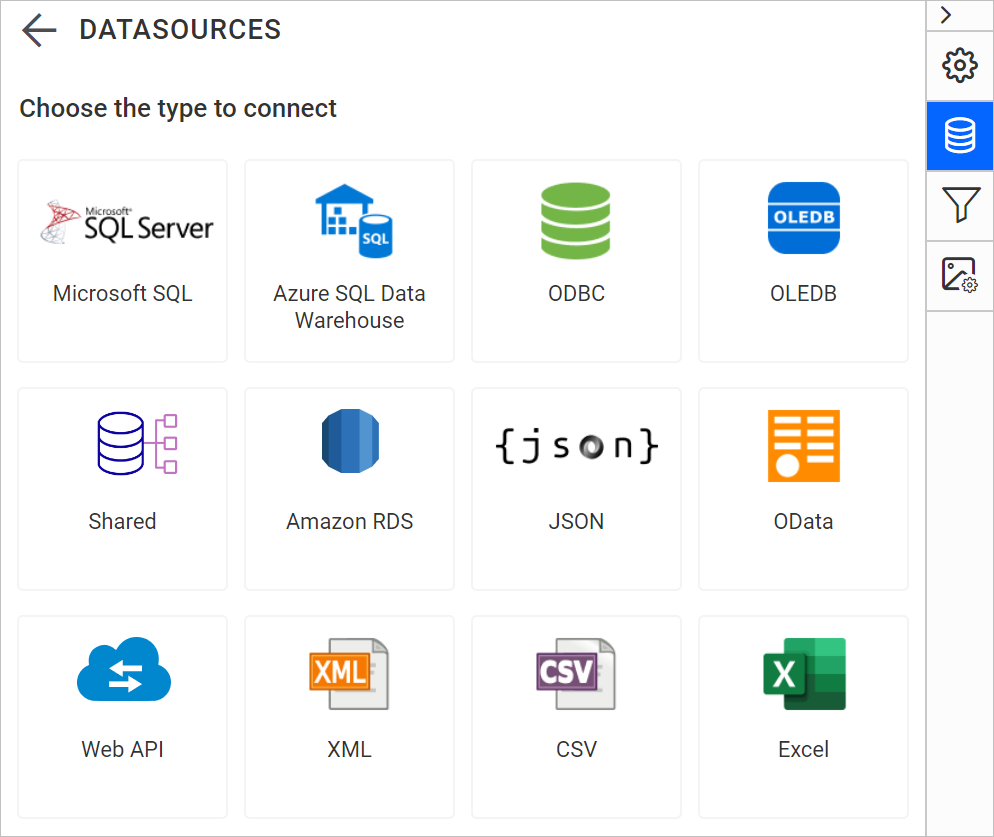 DATASOURCES
Choose the type to connect
Microsoft®
SQL Server
Microsoft SQL
SQL
Azure SQL Data
Warehouse
ODBC
OLEDB
OLEDB
Shared
Amazon RDS
{json}
JSON
OData
Web API
XML
XML
CSV
CSV
X
Excel